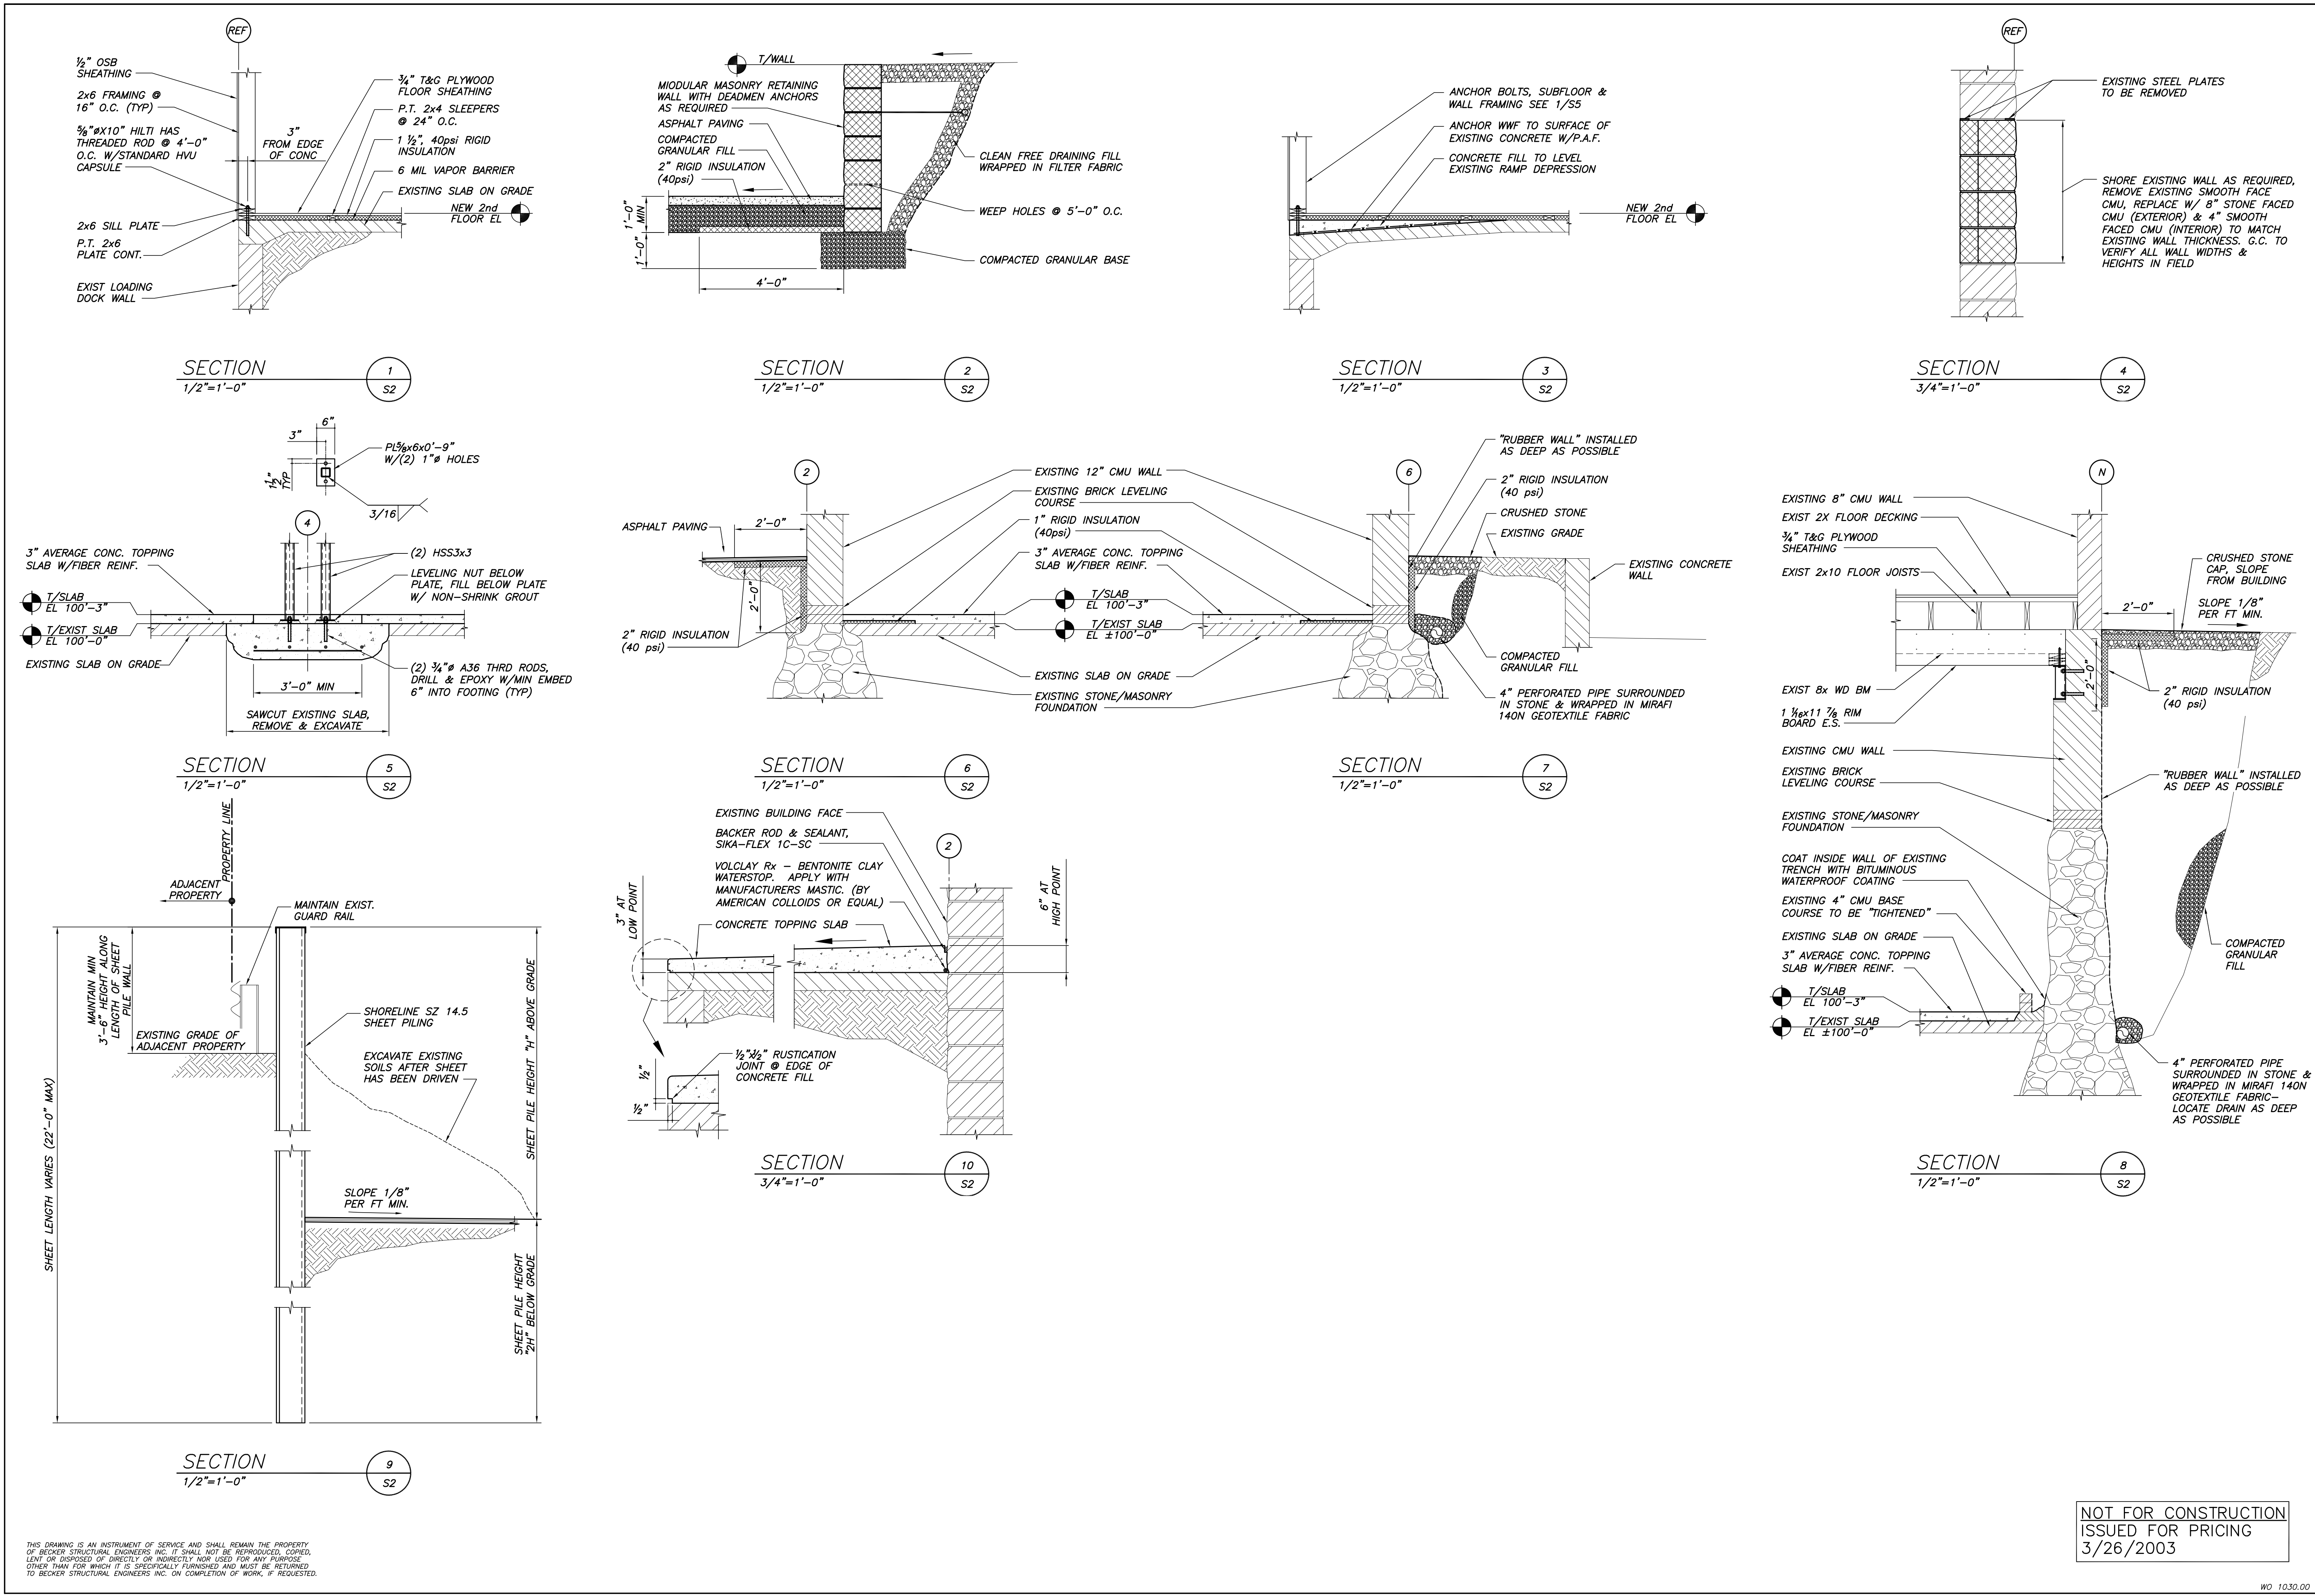 REF
½" OSB
SHEATHING
2x6 FRAMING @
16" O.C. (TYP)
⅝"øX10" HILTI HAS
THREADED ROD @ 4'-0"
O.C. W/STANDARD HVU
CAPSULE
2x6 SILL PLATE
P.T. 2x6
PLATE CONT.
EXIST LOADING
DOCK WALL
3"
FROM EDGE
OF CONC
¾" T&G PLYWOOD
FLOOR SHEATHING
P.T. 2x4 SLEEPERS
@ 24" O.C.
1 ½", 40psi RIGID
INSULATION
6 MIL VAPOR BARRIER
EXISTING SLAB ON GRADE
NEW 2nd
FLOOR EL
SECTION
1/2"=1'-0"
1
S2
T/WALL
MIODULAR MASONRY RETAINING
WALL WITH DEADMEN ANCHORS
AS REQUIRED
ASPHALT PAVING
COMPACTED
GRANULAR FILL
2" RIGID INSULATION
(40psi)
1'-0"
MIN
1'-0"
4'-0"
CLEAN FREE DRAINING FILL
WRAPPED IN FILTER FABRIC
WEEP HOLES @ 5'-0" O.C.
COMPACTED GRANULAR BASE
SECTION
1/2"=1'-0"
2
S2
ANCHOR BOLTS, SUBFLOOR &
WALL FRAMING SEE 1/S5
ANCHOR WWF TO SURFACE OF
EXISTING CONCRETE W/P.A.F.
CONCRETE FILL TO LEVEL
EXISTING RAMP DEPRESSION
NEW 2nd
FLOOR EL
SECTION
1/2"=1'-0"
3
S2
REF
EXISTING STEEL PLATES
TO BE REMOVED
SHORE EXISTING WALL AS REQUIRED,
REMOVE EXISTING SMOOTH FACE
CMU, REPLACE W/ 8" STONE FACED
CMU (EXTERIOR) & 4" SMOOTH
FACED CMU (INTERIOR) TO MATCH
EXISTING WALL THICKNESS. G.C. TO
VERIFY ALL WALL WIDTHS &
HEIGHTS IN FIELD
SECTION
3/4"=1'-0"
4
S2
6"
3"
1½"
TYP
PL⅝x6x0'-9"
W/(2) 1"ø HOLES
3/16
4
3" AVERAGE CONC. TOPPING
SLAB W/FIBER REINF.
T/SLAB
EL 100'-3"
T/EXIST SLAB
EL 100'-0"
EXISTING SLAB ON GRADE
(2) HSS3x3
LEVELING NUT BELOW
PLATE, FILL BELOW PLATE
W/ NON-SHRINK GROUT
(2) ¾"ø A36 THRD RODS,
DRILL & EPOXY W/MIN EMBED
6" INTO FOOTING (TYP)
3'-0" MIN
SAWCUT EXISTING SLAB,
REMOVE & EXCAVATE
SECTION
1/2"=1'-0"
5
S2
2
ASPHALT PAVING
2'-0"
2'-0"
2" RIGID INSULATION
(40 psi)
EXISTING 12" CMU WALL
EXISTING BRICK LEVELING
COURSE
1" RIGID INSULATION
(40psi)
3" AVERAGE CONC. TOPPING
SLAB W/FIBER REINF.
T/SLAB
EL 100'-3"
T/EXIST SLAB
EL ±100'-0"
EXISTING SLAB ON GRADE
EXISTING STONE/MASONRY
FOUNDATION
SECTION
1/2"=1'-0"
6
S2
6
"RUBBER WALL" INSTALLED
AS DEEP AS POSSIBLE
2" RIGID INSULATION
(40 psi)
CRUSHED STONE
EXISTING GRADE
EXISTING CONCRETE
WALL
COMPACTED
GRANULAR FILL
4" PERFORATED PIPE SURROUNDED
IN STONE & WRAPPED IN MIRAFI
140N GEOTEXTILE FABRIC
SECTION
1/2"=1'-0"
7
S2
N
EXISTING 8" CMU WALL
EXIST 2X FLOOR DECKING
¾" T&G PLYWOOD
SHEATHING
EXIST 2x10 FLOOR JOISTS
EXIST 8x WD BM
1 1/16x11 ⅞ RIM
BOARD E.S.
EXISTING CMU WALL
EXISTING BRICK
LEVELING COURSE
EXISTING STONE/MASONRY
FOUNDATION
COAT INSIDE WALL OF EXISTING
TRENCH WITH BITUMINOUS
WATERPROOF COATING
EXISTING 4" CMU BASE
COURSE TO BE "TIGHTENED"
EXISTING SLAB ON GRADE
3" AVERAGE CONC. TOPPING
SLAB W/FIBER REINF.
T/SLAB
EL 100'-3"
T/EXIST SLAB
EL ±100'-0"
CRUSHED STONE
CAP, SLOPE
FROM BUILDING
SLOPE 1/8"
PER FT MIN.
2'-0"
2'-0"
2" RIGID INSULATION
(40 psi)
"RUBBER WALL" INSTALLED
AS DEEP AS POSSIBLE
COMPACTED
GRANULAR
FILL
4" PERFORATED PIPE
SURROUNDED IN STONE &
WRAPPED IN MIRAFI 140N
GEOTEXTILE FABRIC-
LOCATE DRAIN AS DEEP
AS POSSIBLE
SECTION
1/2"=1'-0"
8
S2
PROPERTY LINE
ADJACENT
PROPERTY
MAINTAIN EXIST.
GUARD RAIL
MAINTAIN MIN
3'-6" HEIGHT ALONG
LENGTH OF SHEET
PILE WALL
EXISTING GRADE OF
ADJACENT PROPERTY
SHORELINE SZ 14.5
SHEET PILING
EXCAVATE EXISTING
SOILS AFTER SHEET
HAS BEEN DRIVEN
SLOPE 1/8"
PER FT MIN.
SHEET LENGTH VARIES (22'-0" MAX)
SHEET PILE HEIGHT "H" ABOVE GRADE
SHEET PILE HEIGHT
"2H" BELOW GRADE
SECTION
1/2"=1'-0"
9
S2
EXISTING BUILDING FACE
BACKER ROD & SEALANT,
SIKA-FLEX 1C-SC
VOLCLAY Rx - BENTONITE CLAY
WATERSTOP. APPLY WITH
MANUFACTURERS MASTIC. (BY
AMERICAN COLLOIDS OR EQUAL)
CONCRETE TOPPING SLAB
2
3" AT
LOW POINT
6" AT
HIGH POINT
½"x½" RUSTICATION
JOINT @ EDGE OF
CONCRETE FILL
½"
½"
SECTION
3/4"=1'-0"
10
S2
NOT FOR CONSTRUCTION
ISSUED FOR PRICING
3/26/2003
THIS DRAWING IS AN INSTRUMENT OF SERVICE AND SHALL REMAIN THE PROPERTY
OF BECKER STRUCTURAL ENGINEERS INC. IT SHALL NOT BE REPRODUCED, COPIED,
LENT OR DISPOSED OF DIRECTLY OR INDIRECTLY NOR USED FOR ANY PURPOSE
OTHER THAN FOR WHICH IT IS SPECIFICALLY FURNISHED AND MUST BE RETURNED
TO BECKER STRUCTURAL ENGINEERS INC. ON COMPLETION OF WORK, IF REQUESTED.
WO 1030.00